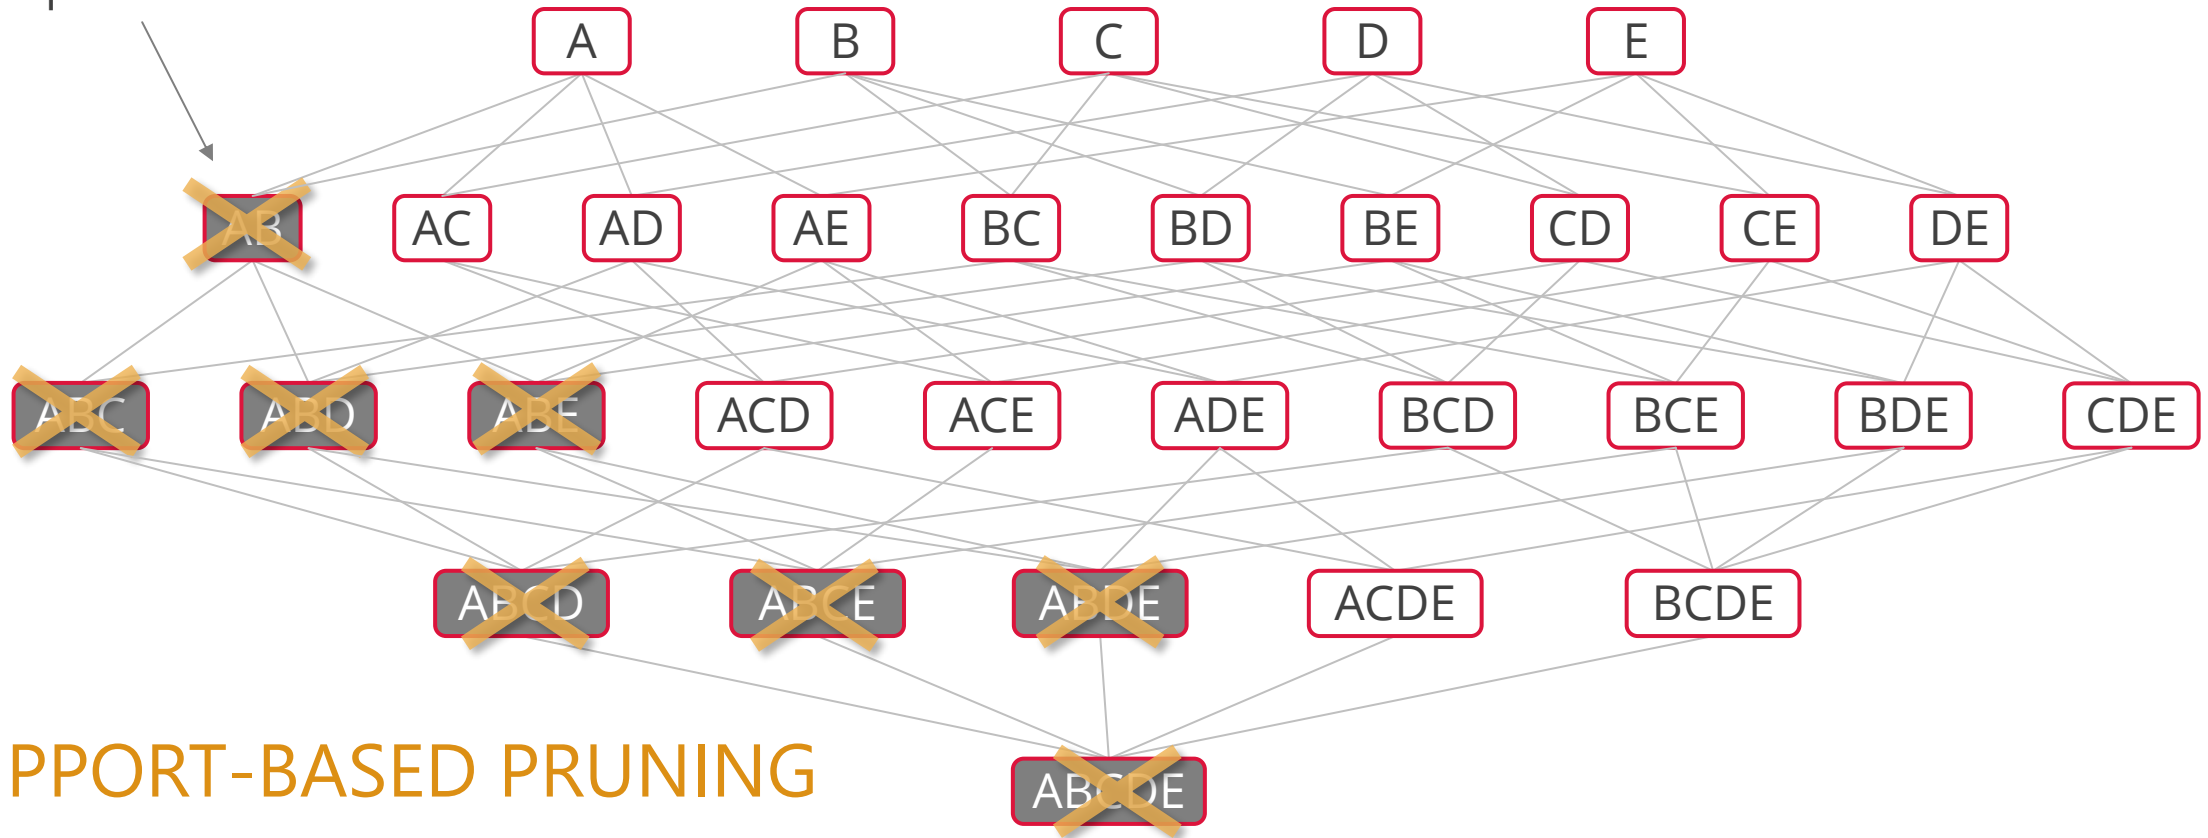 A B C D E
AB AC AD AE BC BD BE CD CE DE
ABC ABD ABE ACD ACE ADE BCD BCE BDE CDE
ABCD ABCE ABDE ACDE BCDE
PPORT-BASED PRUNING
ABCDE